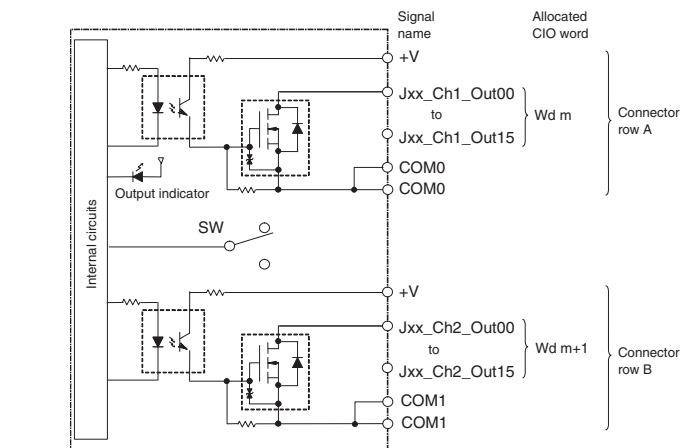 Signal
name
Allocated
CIO word
+V
Jxx_Ch1_Out00
to
Wd m
Jxx_Ch1_Out15
Connector
row A
COM0
COM0
Output indicator
SW
Internal circuits
+V
Jxx_Ch2_Out00
to
Wd m+1
Jxx_Ch2_Out15
Connector
row B
COM1
COM1